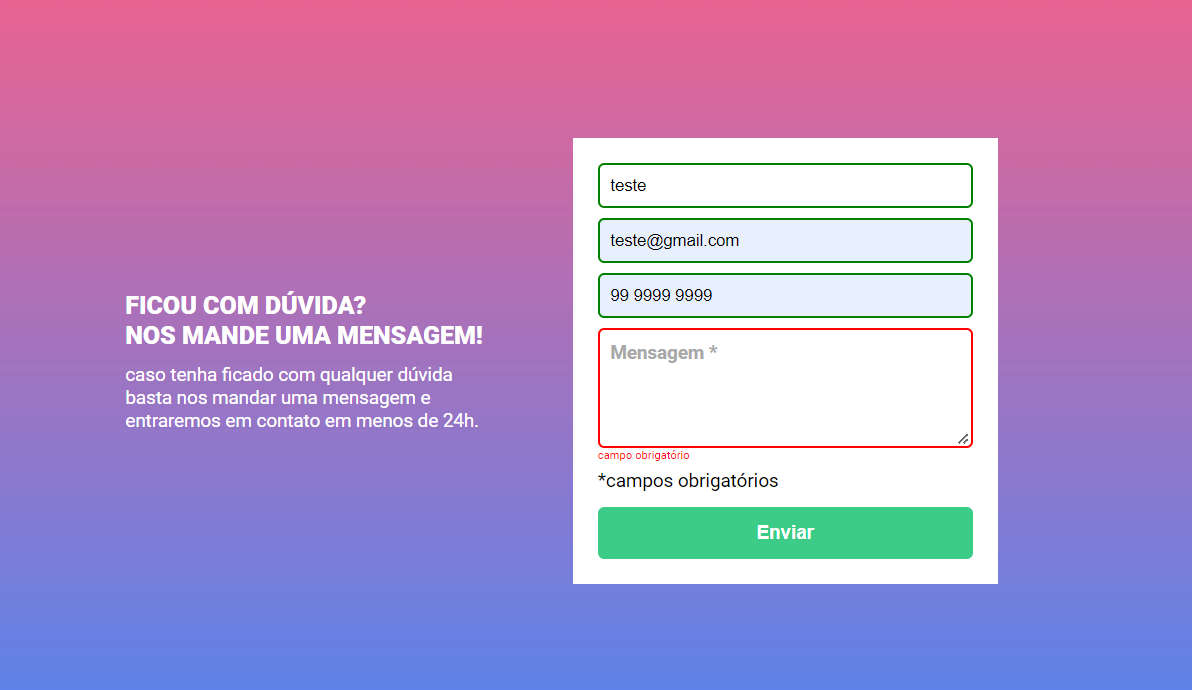 FICOU COM DÚVIDA?
NOS MANDE UMA MENSAGEM!
caso tenha ficado com qualquer dúvida
basta nos mandar uma mensagem e
entraremos em contato em menos de 24h.
teste
teste@gmail.com
99 9999 9999
Mensagem *
campo obrigatório
*campos obrigatórios
Enviar